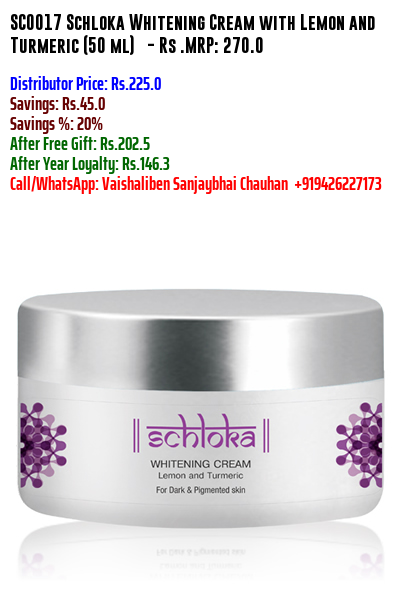 SC0017 Schloka Whitening Cream with Lemon and
Turmeric (50 ml) - Rs .MRP: 270.0
Distributor Price: Rs.225.0
Savings: Rs.45.0
Savings %: 20%
After Free Gift: Rs.202.5
After Year Loyalty: Rs.146.3
Call/WhatsApp: Vaishaliben Sanjaybhai Chauhan +919426227173
|| schloka ||
WHITENING CREAM
Lemon and Turmeric
For Dark & Pigmented skin